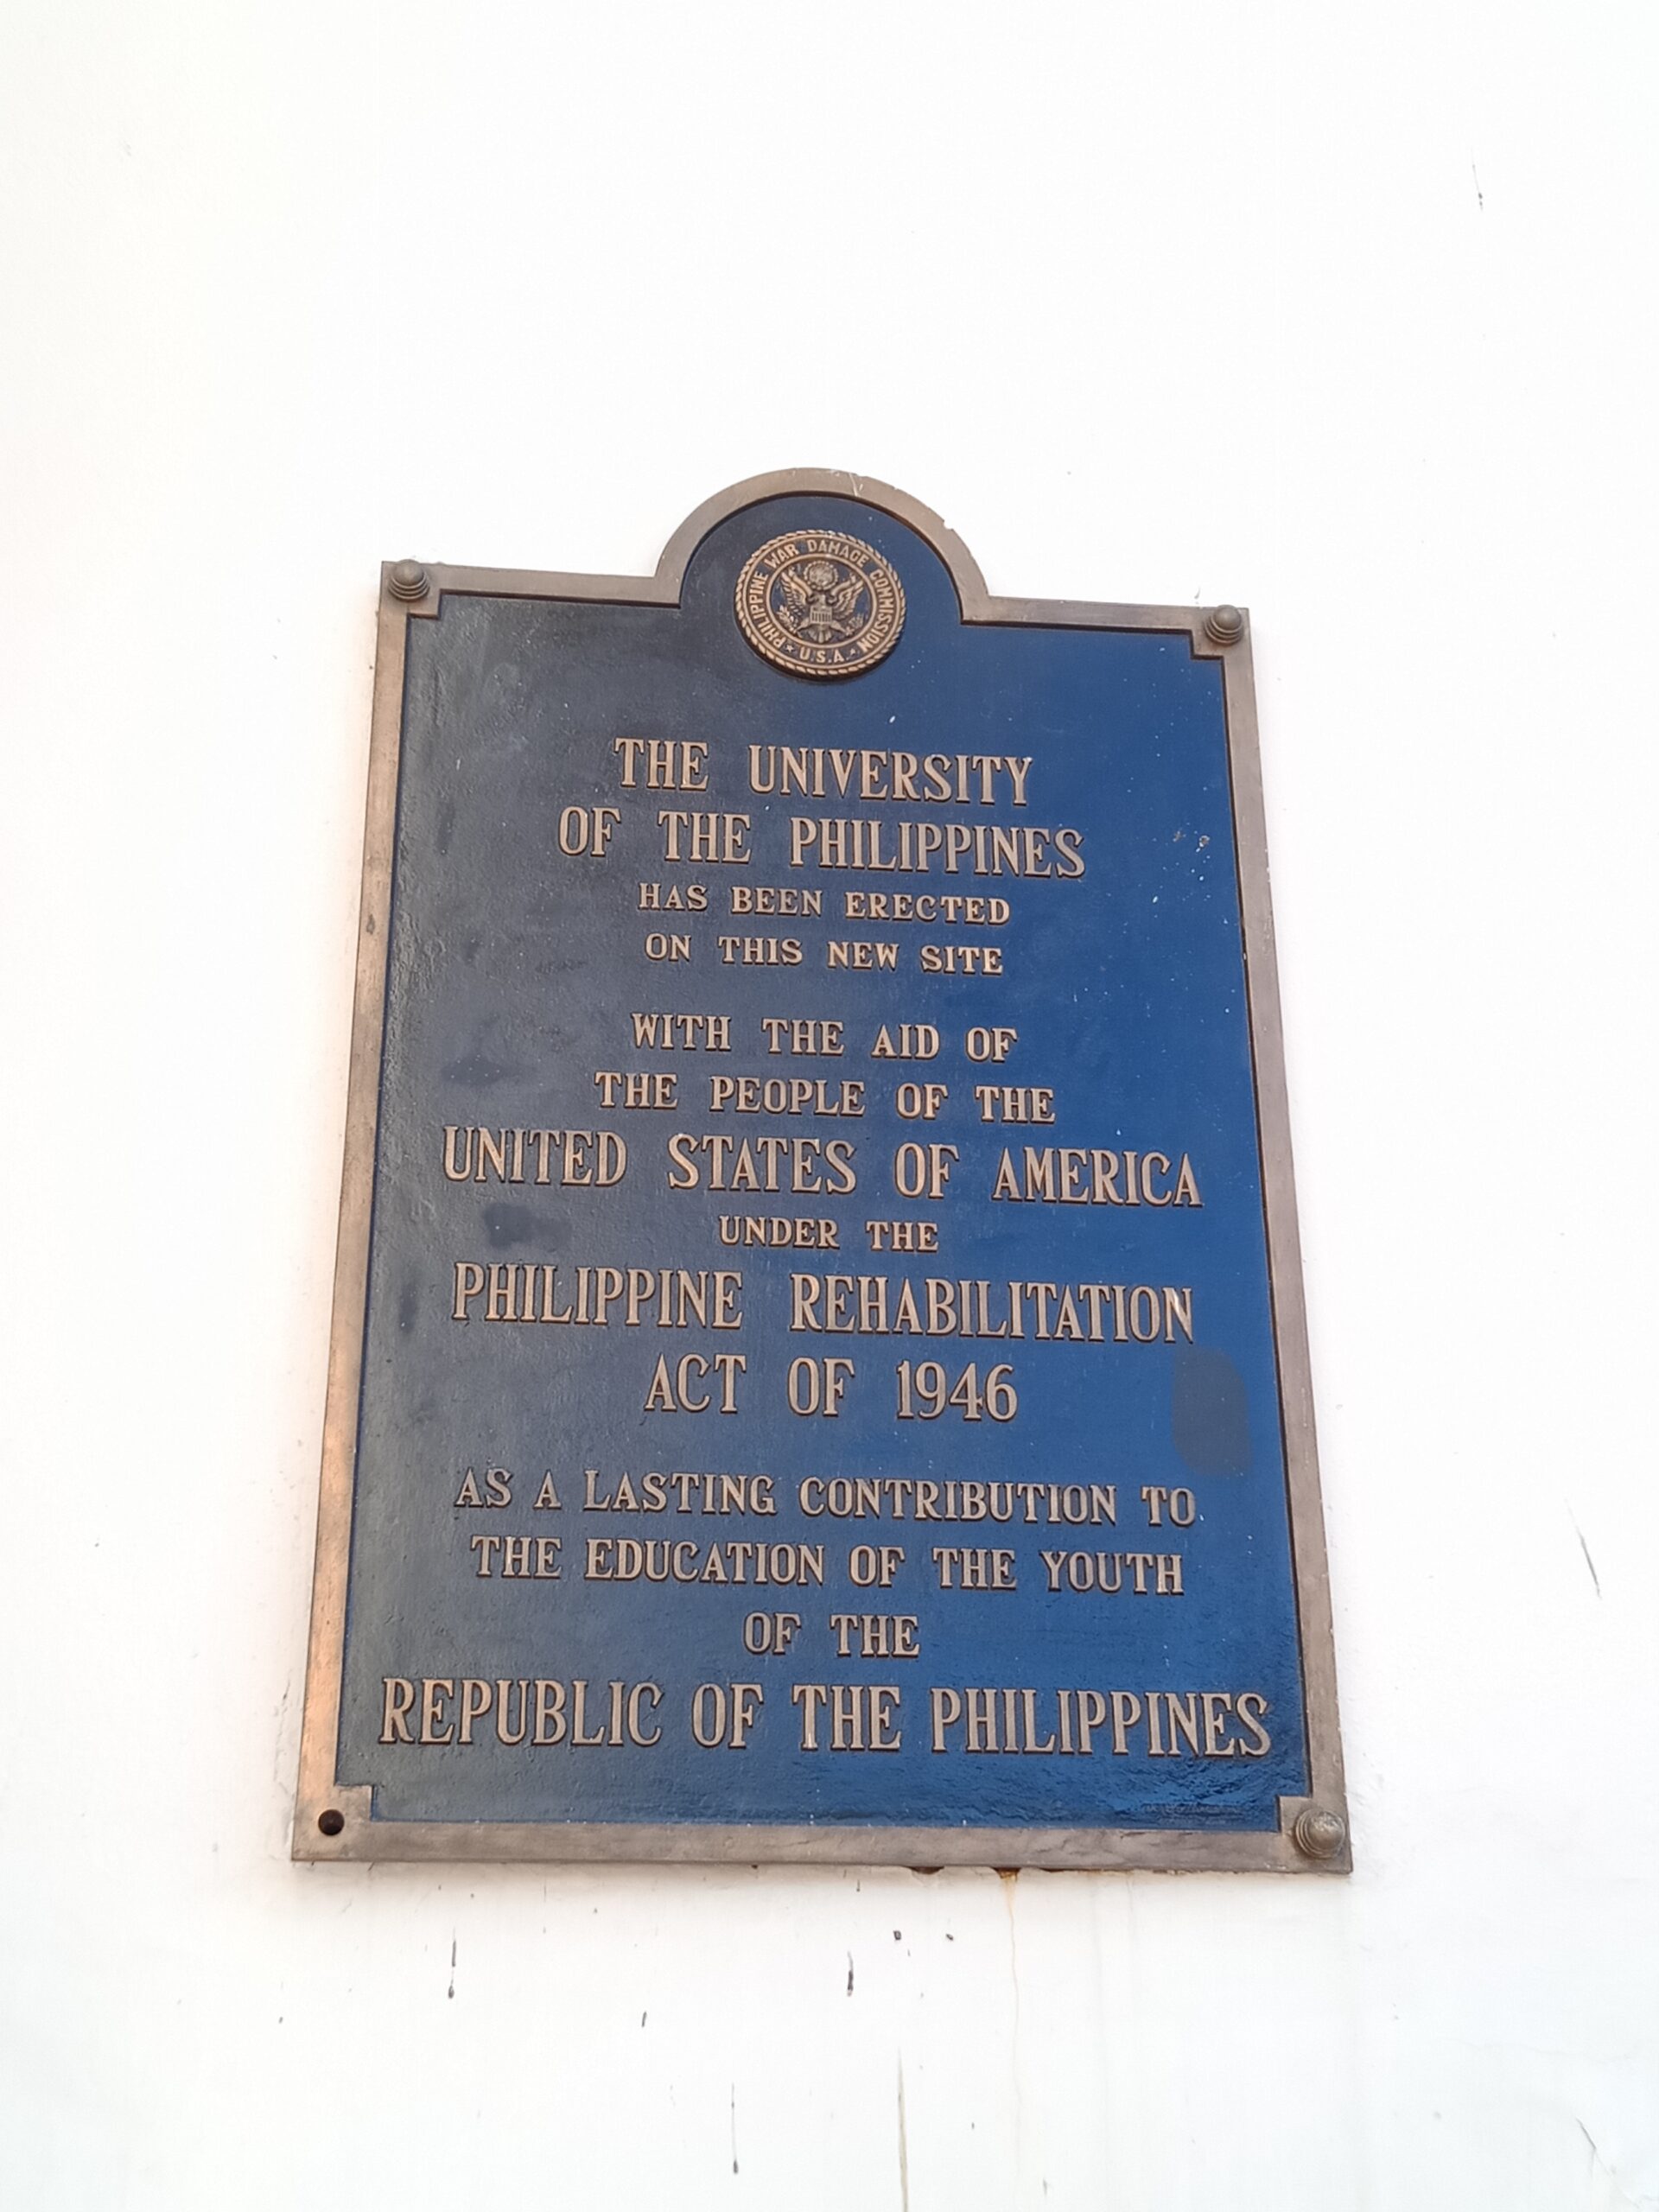 PHILIPPINE WAR DAMAGE COMMISSION
U.S.A.
THE UNIVERSITY
OF THE PHILIPPINES
HAS BEEN ERECTED
ON THIS NEW SITE
WITH THE AID OF
THE PEOPLE OF THE
UNITED STATES OF AMERICA
UNDER THE
PHILIPPINE REHABILITATION
ACT OF 1946
AS A LASTING CONTRIBUTION TO
THE EDUCATION OF THE YOUTH
OF THE
REPUBLIC OF THE PHILIPPINES